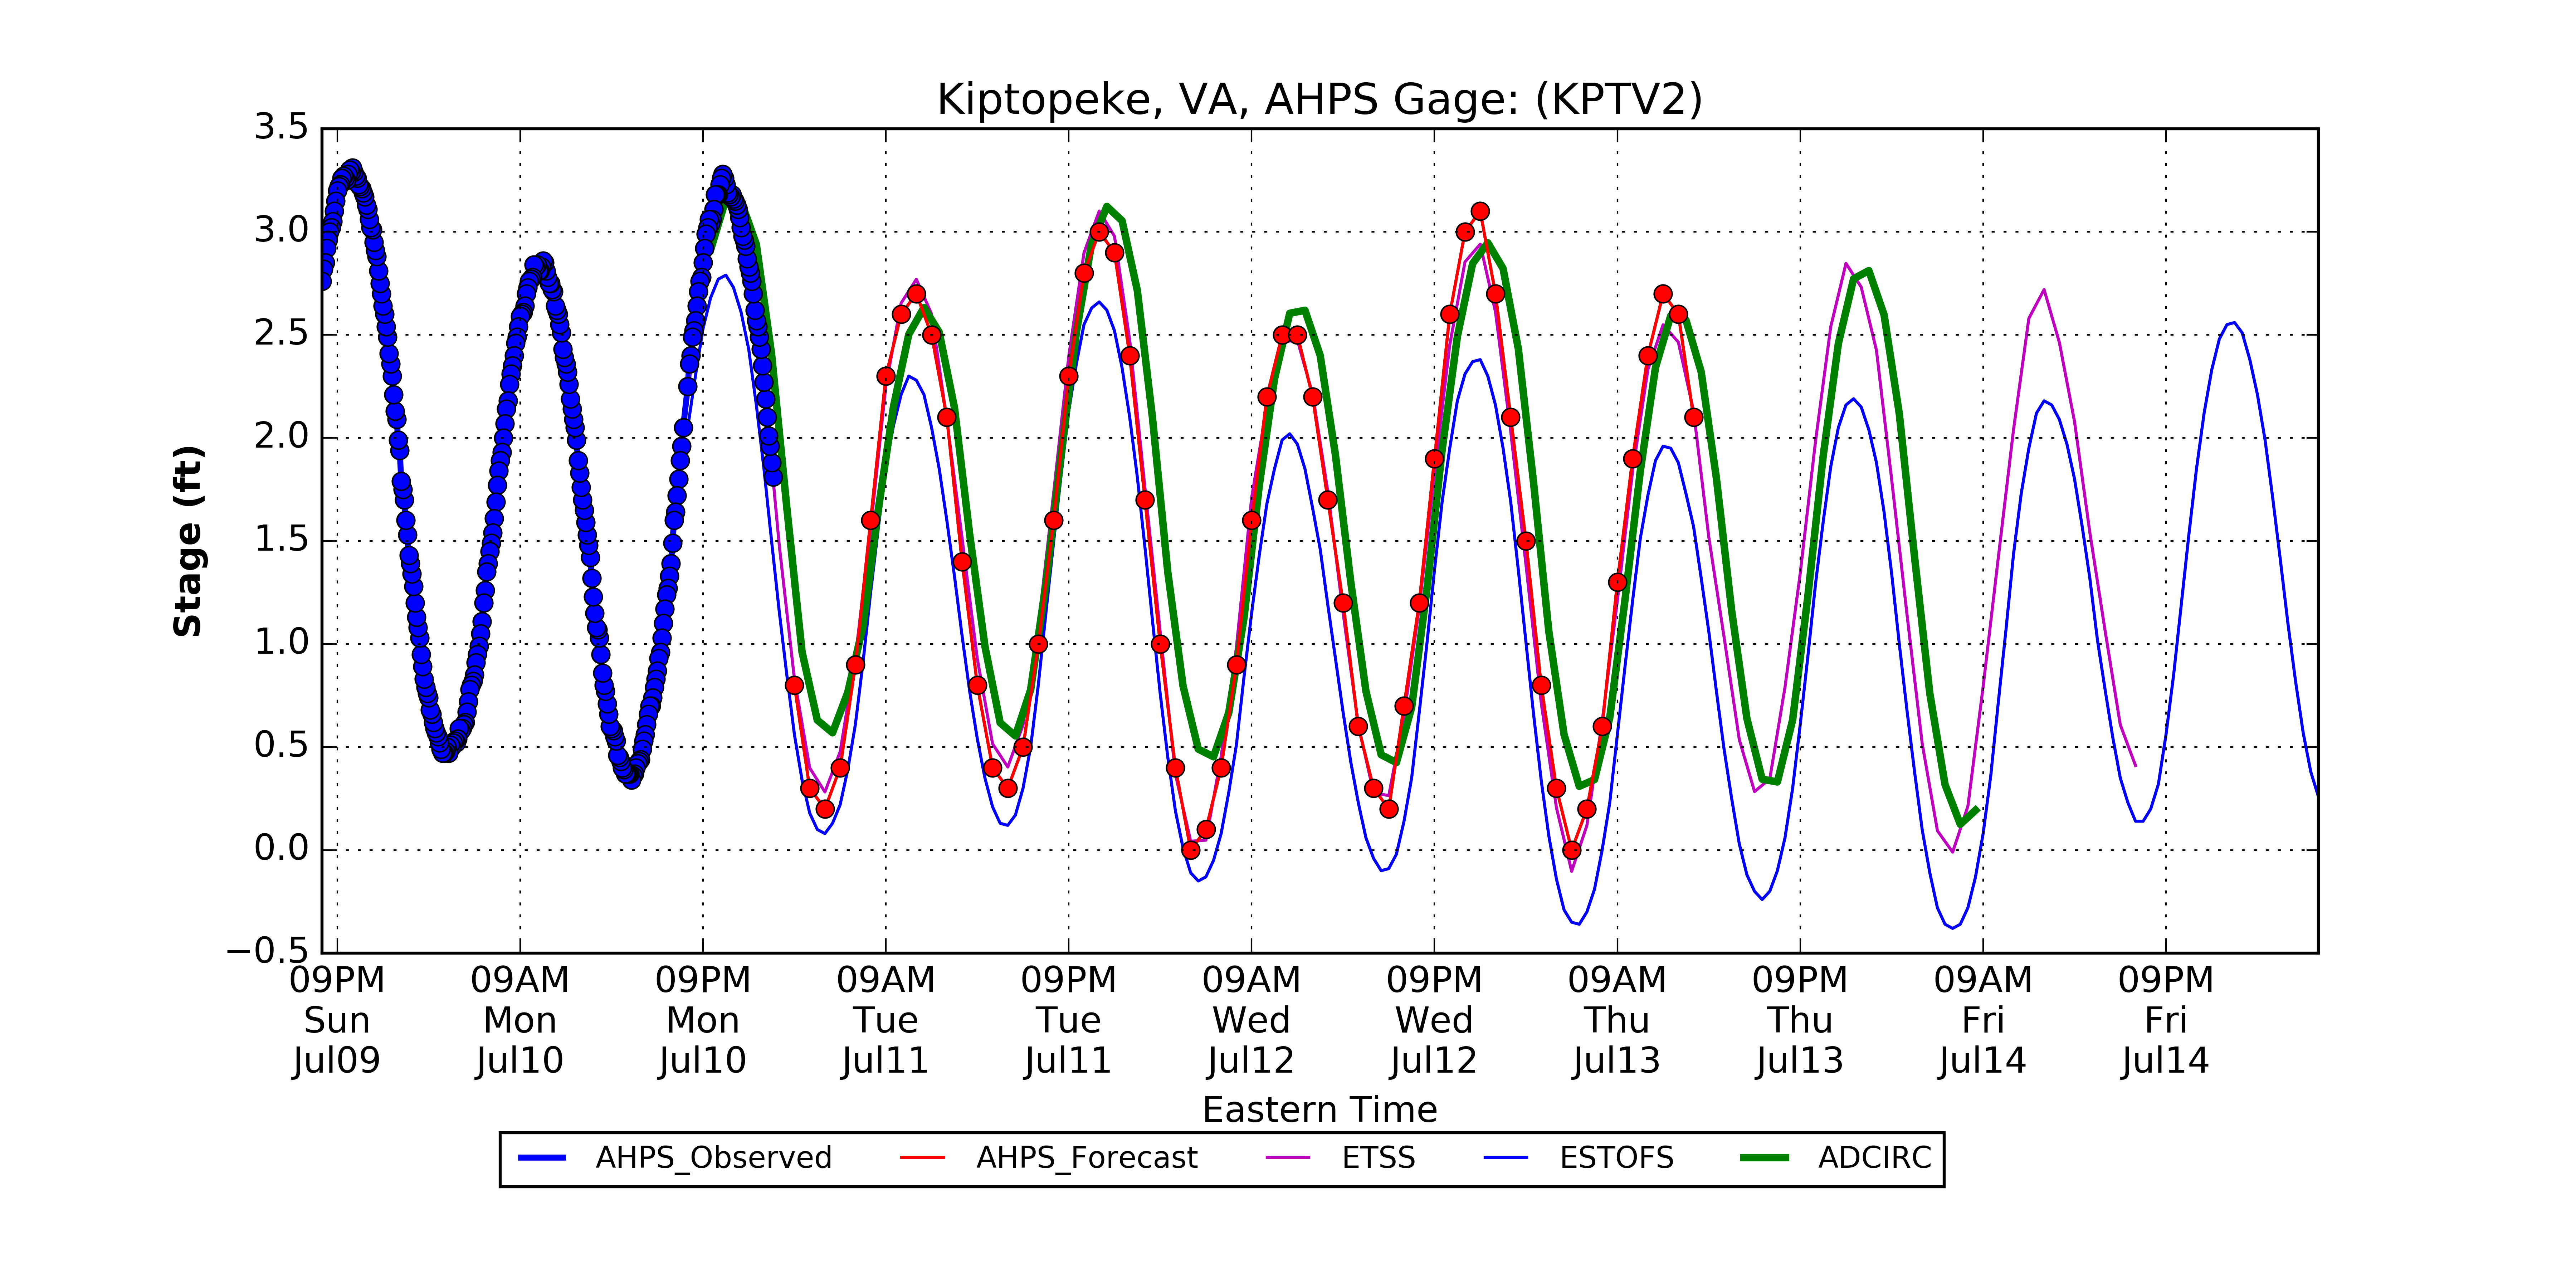 Kiptopeke, VA, AHPS Gage: (KPTV2)
3.5
3.0
2.5
2.0
1.5
1.0
0.5
0.0
−0.5
Stage (ft)
09PM 09AM 09PM 09AM 09PM 09AM 09PM 09AM 09PM 09AM 09PM
Sun Mon Mon Tue Tue Wed Wed Thu Thu Fri Fri
Jul09 Jul10 Jul10 Jul11 Jul11 Jul12 Jul12 Jul13 Jul13 Jul14 Jul14
Eastern Time
AHPS_Observed AHPS_Forecast ETSS ESTOFS ADCIRC